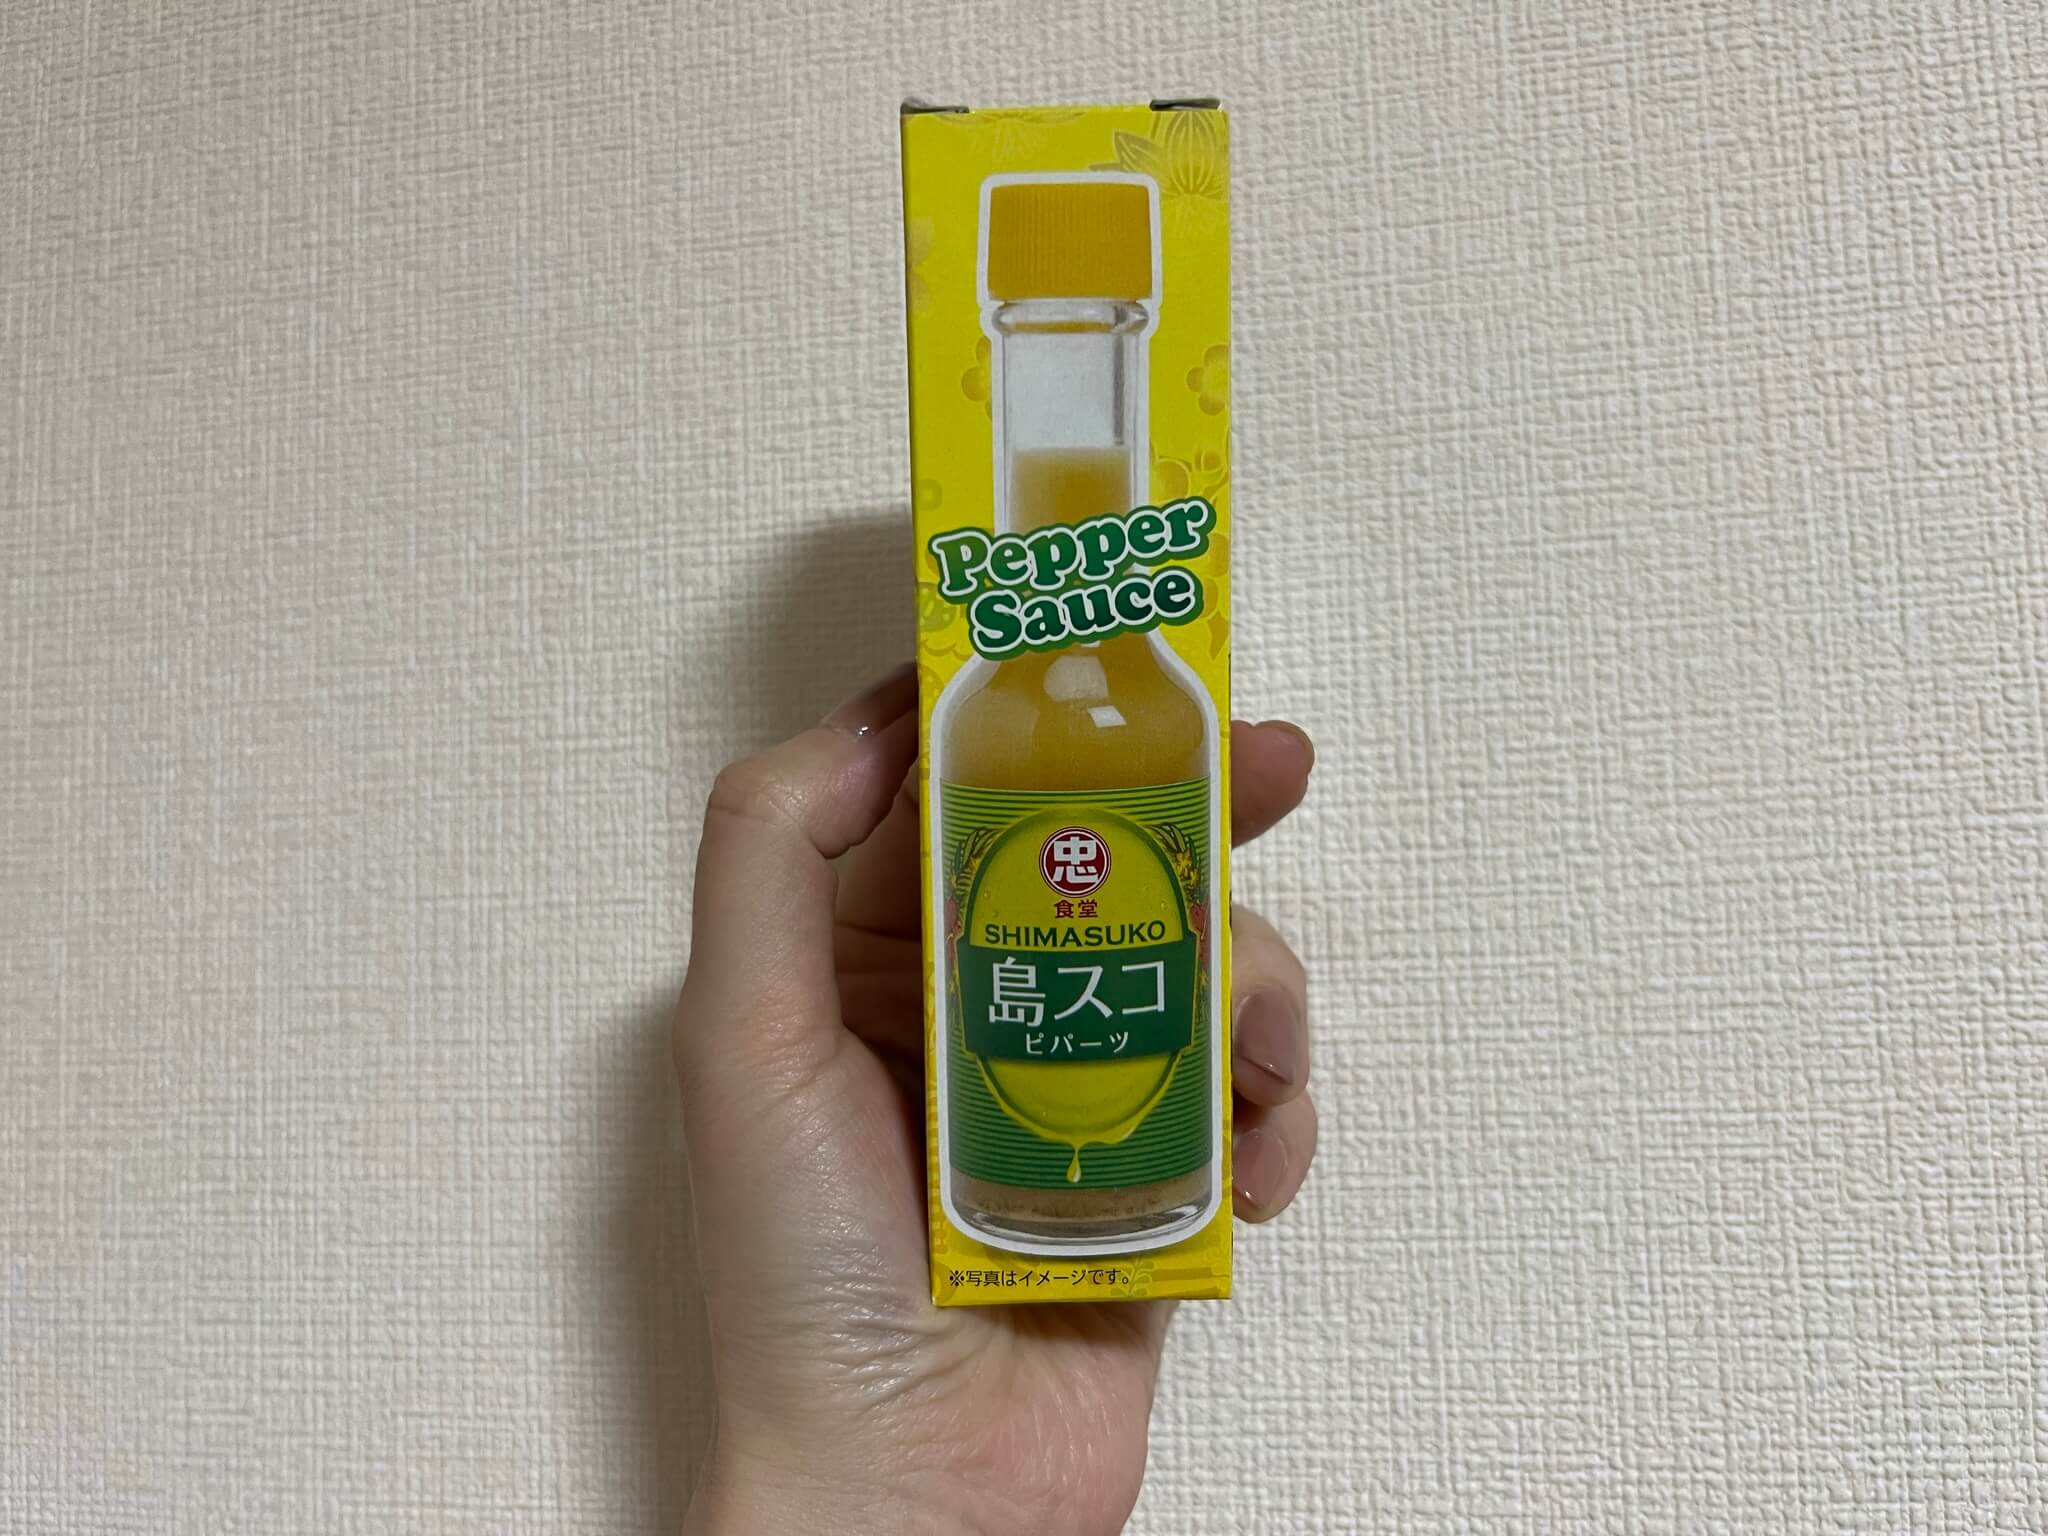 Pepper
Sauce
忠
食堂
SHIMASUKO
島スコ
ピパーツ
※写真はイメージです。